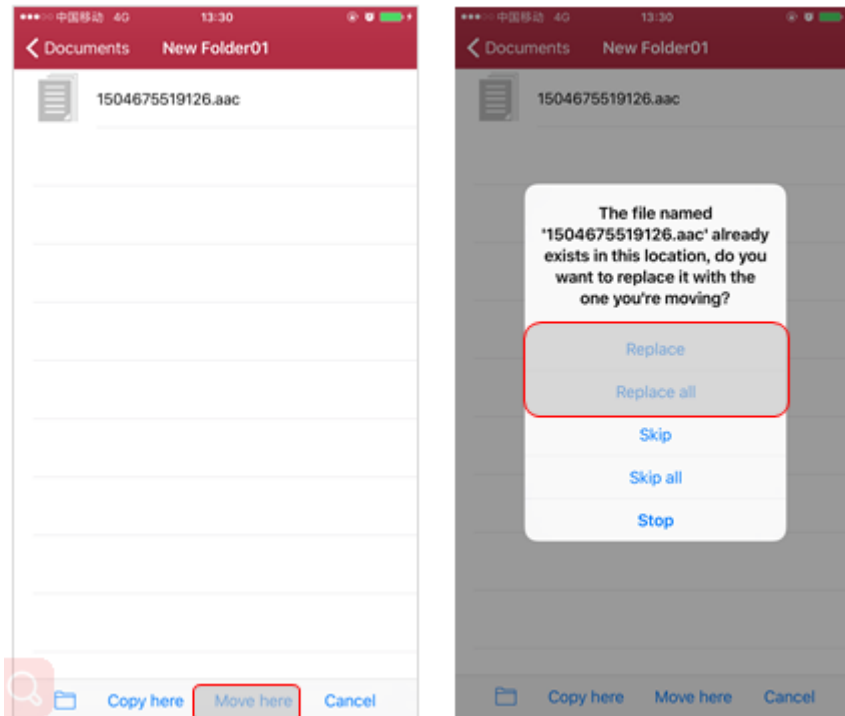 中国移动 4G 13:30
Documents New Folder01
1504675519126.aac
Copy here Move here Cancel
中国移动 4G 13:30
Documents New Folder01
1504675519126.aac
The file named
'1504675519126.aac' already
exists in this location, do you
want to replace it with the
one you're moving?
Replace
Replace all
Skip
Skip all
Stop
Copy here Move here Cancel